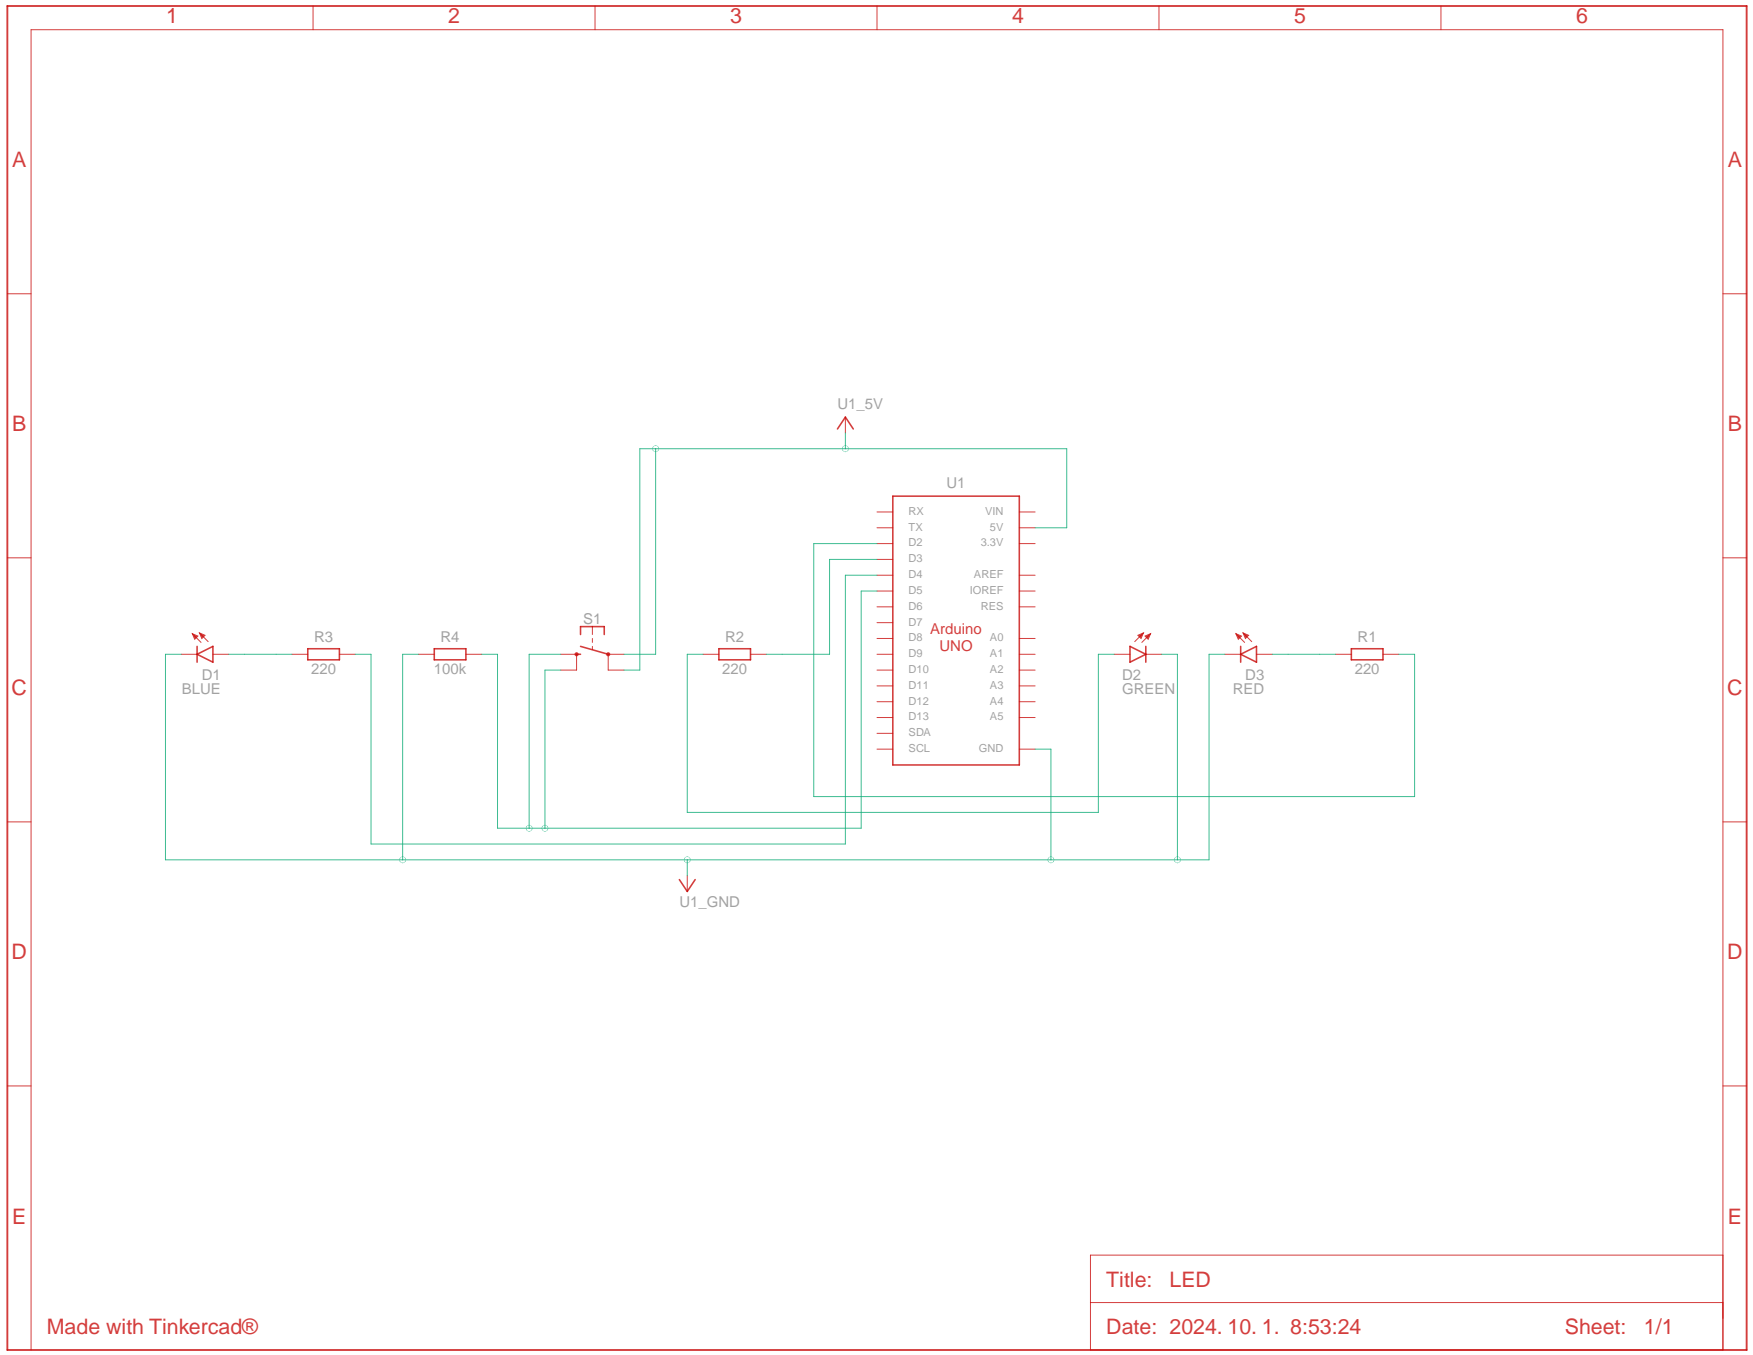 1 2 3 4 5 6
A A
U1_5V
B B
U1
RX VIN
TX 5V
D2 3.3V
D3
D4 AREF
D5 IOREF
D6 RES
D7
S1
Arduino
R3 R4 R2 D8 A0 R1
UNO
D9 A1
220 100k 220 D10 A2 220
D1 D2 D3
BLUE D11 A3 GREEN RED
C C
D12 A4
D13 A5
SDA
SCL GND
U1_GND
D D
E E
Title: LED
Made with Tinkercad®
Date: 2024. 10. 1. 8:53:24 Sheet: 1/1